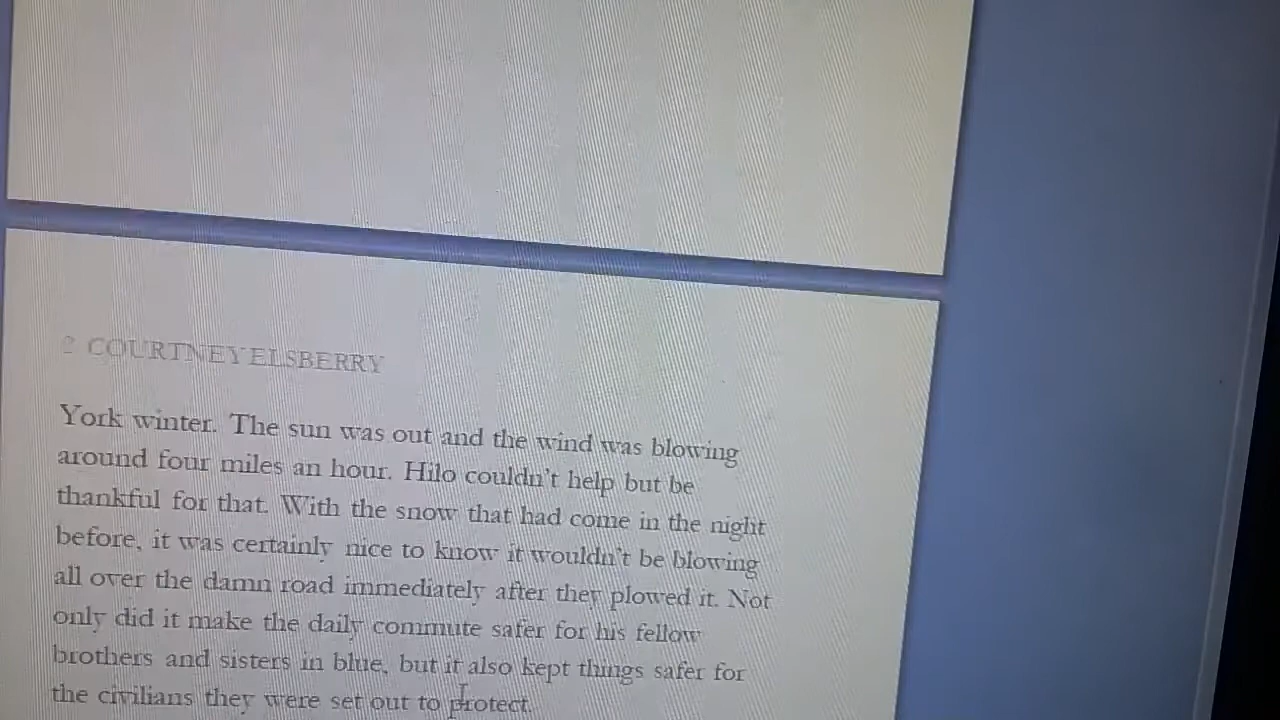 2 COURTNEY ELSBERRY
York winter. The sun was out and the wind was blowing
around four miles an hour. Hilo couldn't help but be
thankful for that. With the snow that had come in the night
before, it was certainly nice to know it wouldn't be blowing
all over the damn road immediately after they plowed it. Not
only did it make the daily commute safer for his fellow
brothers and sisters in blue, but it also kept things safer for
the civilians they were set out to protect.